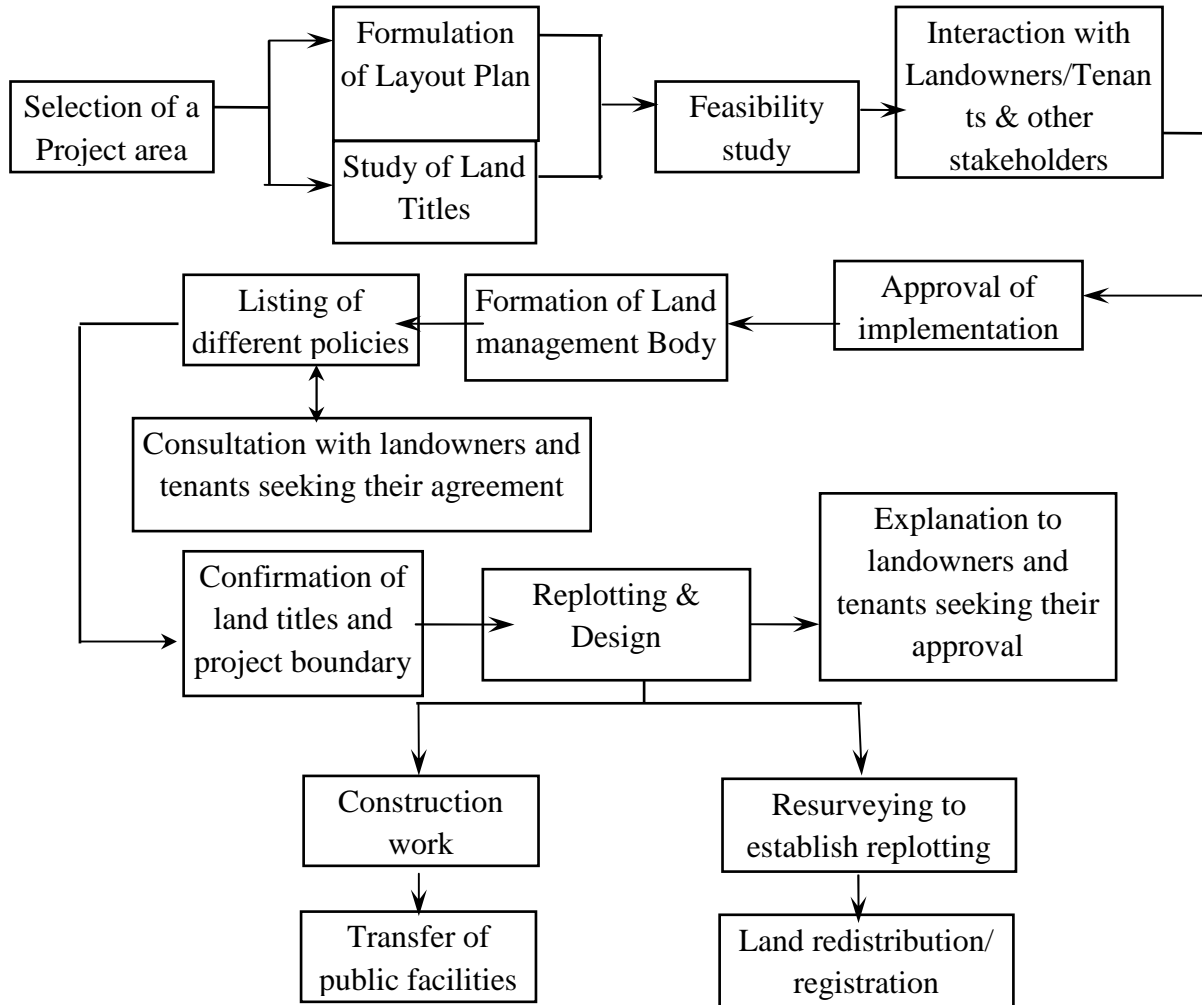 Selection of a
Project area
Formulation
of Layout Plan
Study of Land
Titles
Feasibility
study
Interaction with
Landowners/Tenan
ts & other
stakeholders
Approval of
implementation
Formation of Land
management Body
Listing of
different policies
Consultation with landowners and
tenants seeking their agreement
Confirmation of
land titles and
project boundary
Replotting &
Design
Explanation to
landowners and
tenants seeking their
approval
Construction
work
Transfer of
public facilities
Resurveying to
establish replotting
Land redistribution/
registration